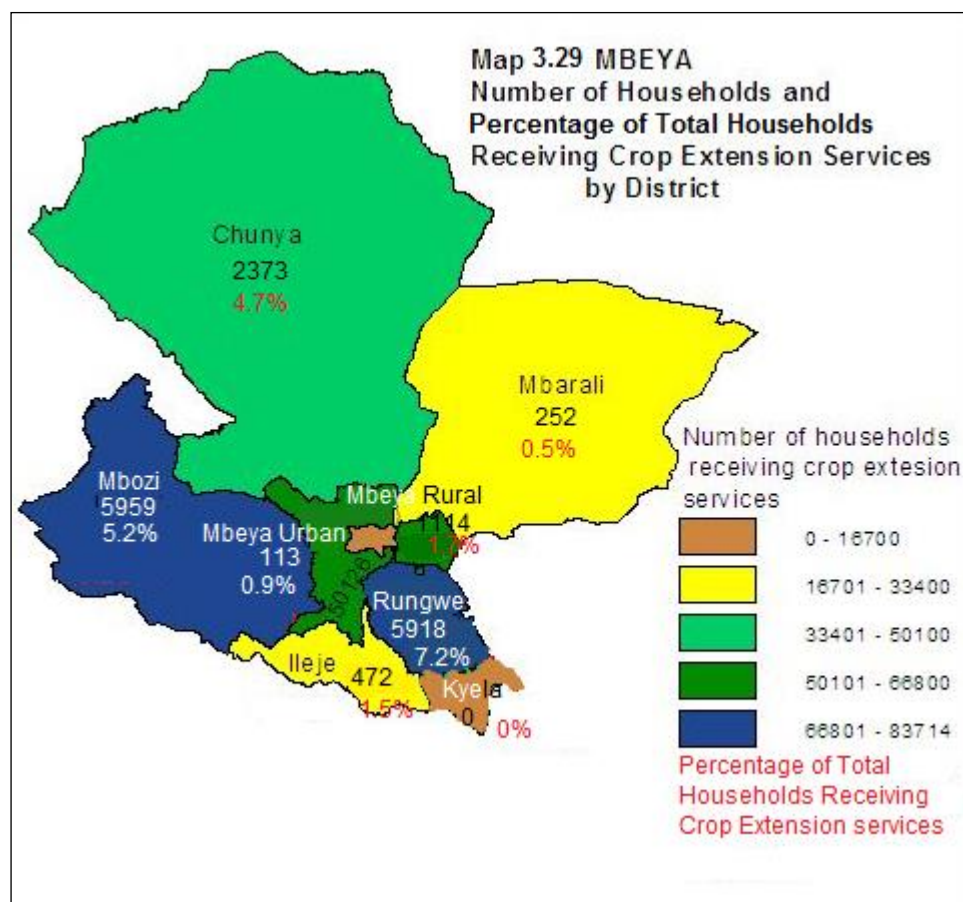 Map 3.29 MBEYA
Number of Households and
Percentage of Total Households
Receiving Crop Extension Services
by District
Chunya
2373
4.7%
Mbarali
252
0.5%
Mbozi
5959
5.2%
Mbeya Rural
1114
1.7%
Mbeya Urban
113
0.9%
Rungwe
5918
7.2%
Ileje
472
1.5%
Kyela
0
0%
Number of households
receiving crop extesion
services
0 - 16700
16701 - 33400
33401 - 50100
50101 - 66800
66801 - 83714
Percentage of Total
Households Receiving
Crop Extension services